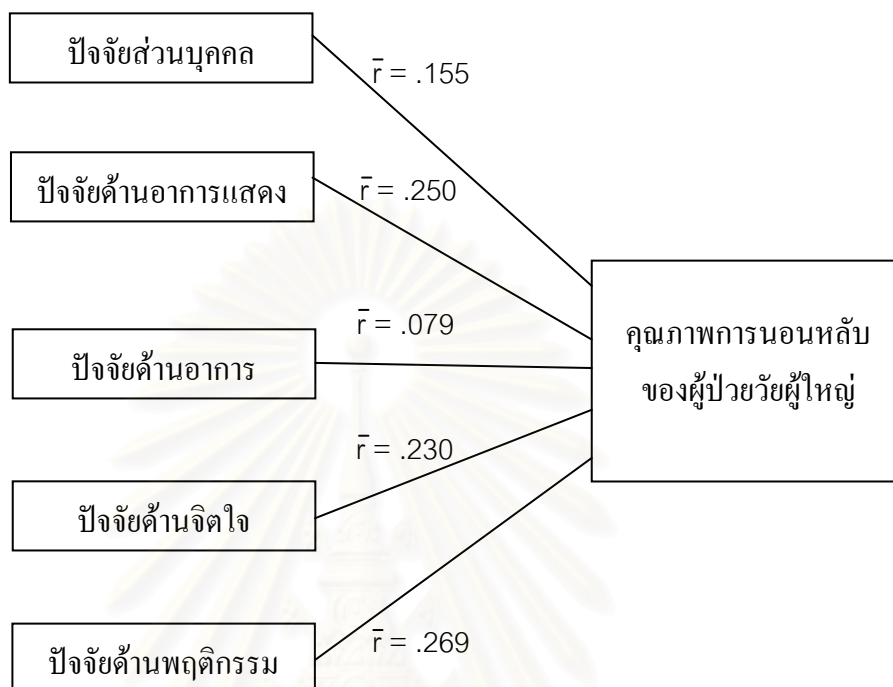 ปัจจัยส่วนบุคคล
r̄ = .155
ปัจจัยด้านอาการแสดง
r̄ = .250
r̄ = .079
ปัจจัยด้านอาการ
คุณภาพการนอนหลับ
ของผู้ป่วยวัยผู้ใหญ่
r̄ = .230
ปัจจัยด้านจิตใจ
r̄ = .269
ปัจจัยด้านพฤติกรรม